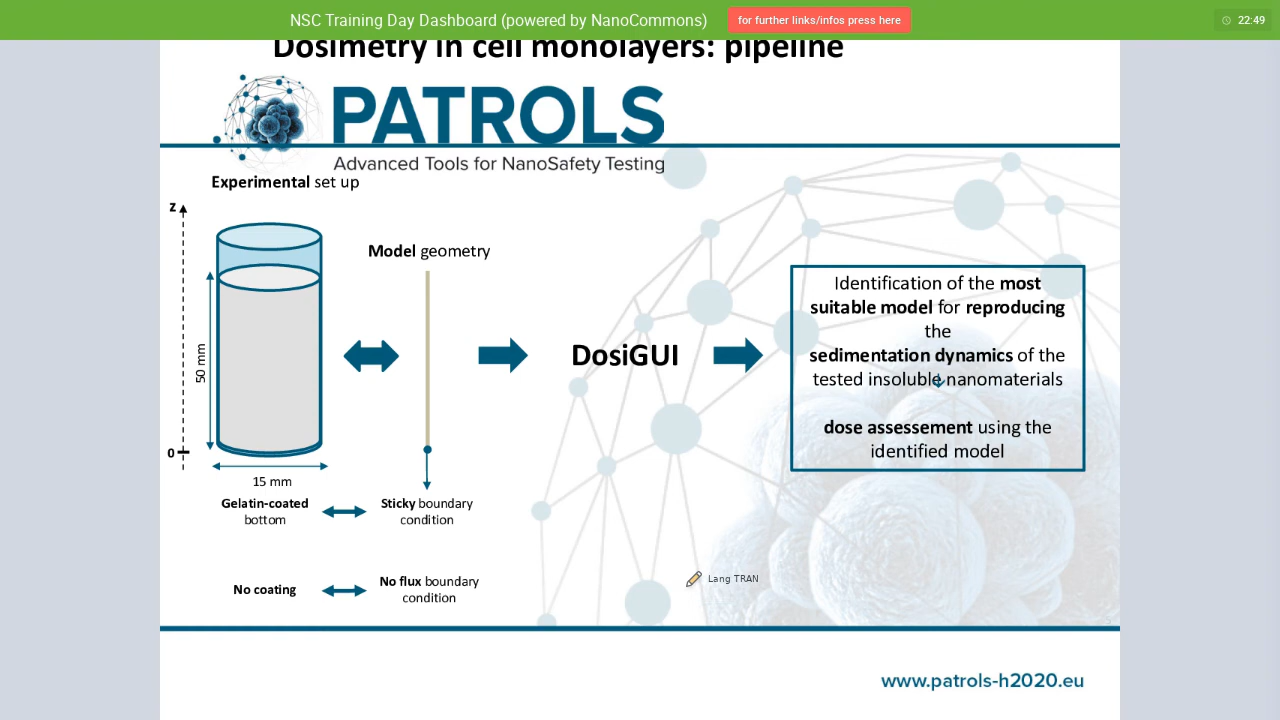 NSC Training Day Dashboard (powered by NanoCommons)
for further links/infos press here
22:49
Dosimetry in cell monolayers: pipeline
PATROLS
Advanced Tools for NanoSafety Testing
Experimental set up
z
Model geometry
50 mm
0
15 mm
Gelatin-coated
bottom
Sticky boundary
condition
No coating
No flux boundary
condition
DosiGUI
Identification of the most
suitable model for reproducing
the
sedimentation dynamics of the
tested insoluble nanomaterials
dose assessement using the
identified model
Lang TRAN
www.patrols-h2020.eu